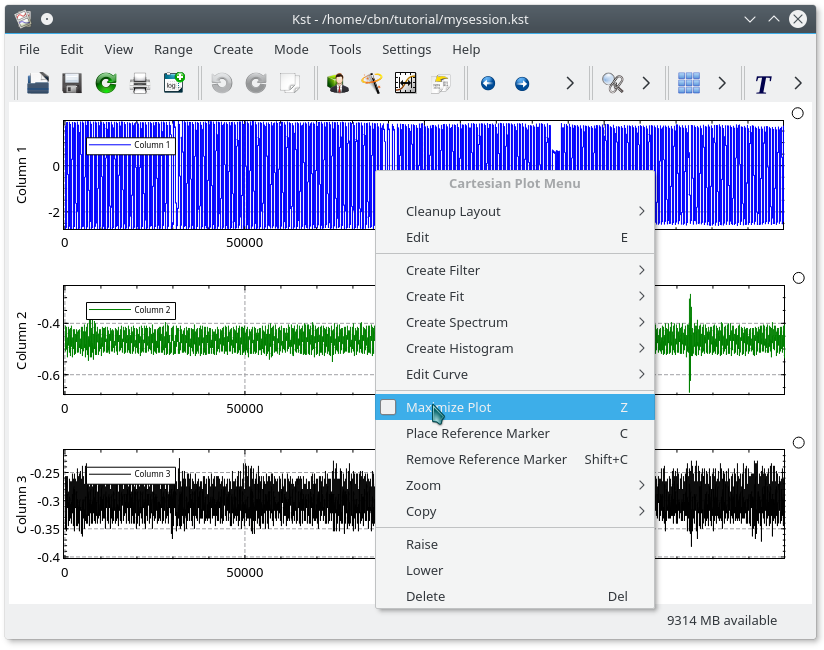 Kst - /home/cbn/tutorial/mysession.kst
File Edit View Range Create Mode Tools Settings Help
log
T
Column 1
Column 1
0
-2
0 50000
Column 2
Column 2
-0.4
-0.6
0 50000
Column 3
Column 3
-0.25
-0.3
-0.35
-0.4
0 50000
Cartesian Plot Menu
Cleanup Layout
Edit E
Create Filter
Create Fit
Create Spectrum
Create Histogram
Edit Curve
Maximize Plot Z
Place Reference Marker C
Remove Reference Marker Shift+C
Zoom
Copy
Raise
Lower
Delete Del
9314 MB available